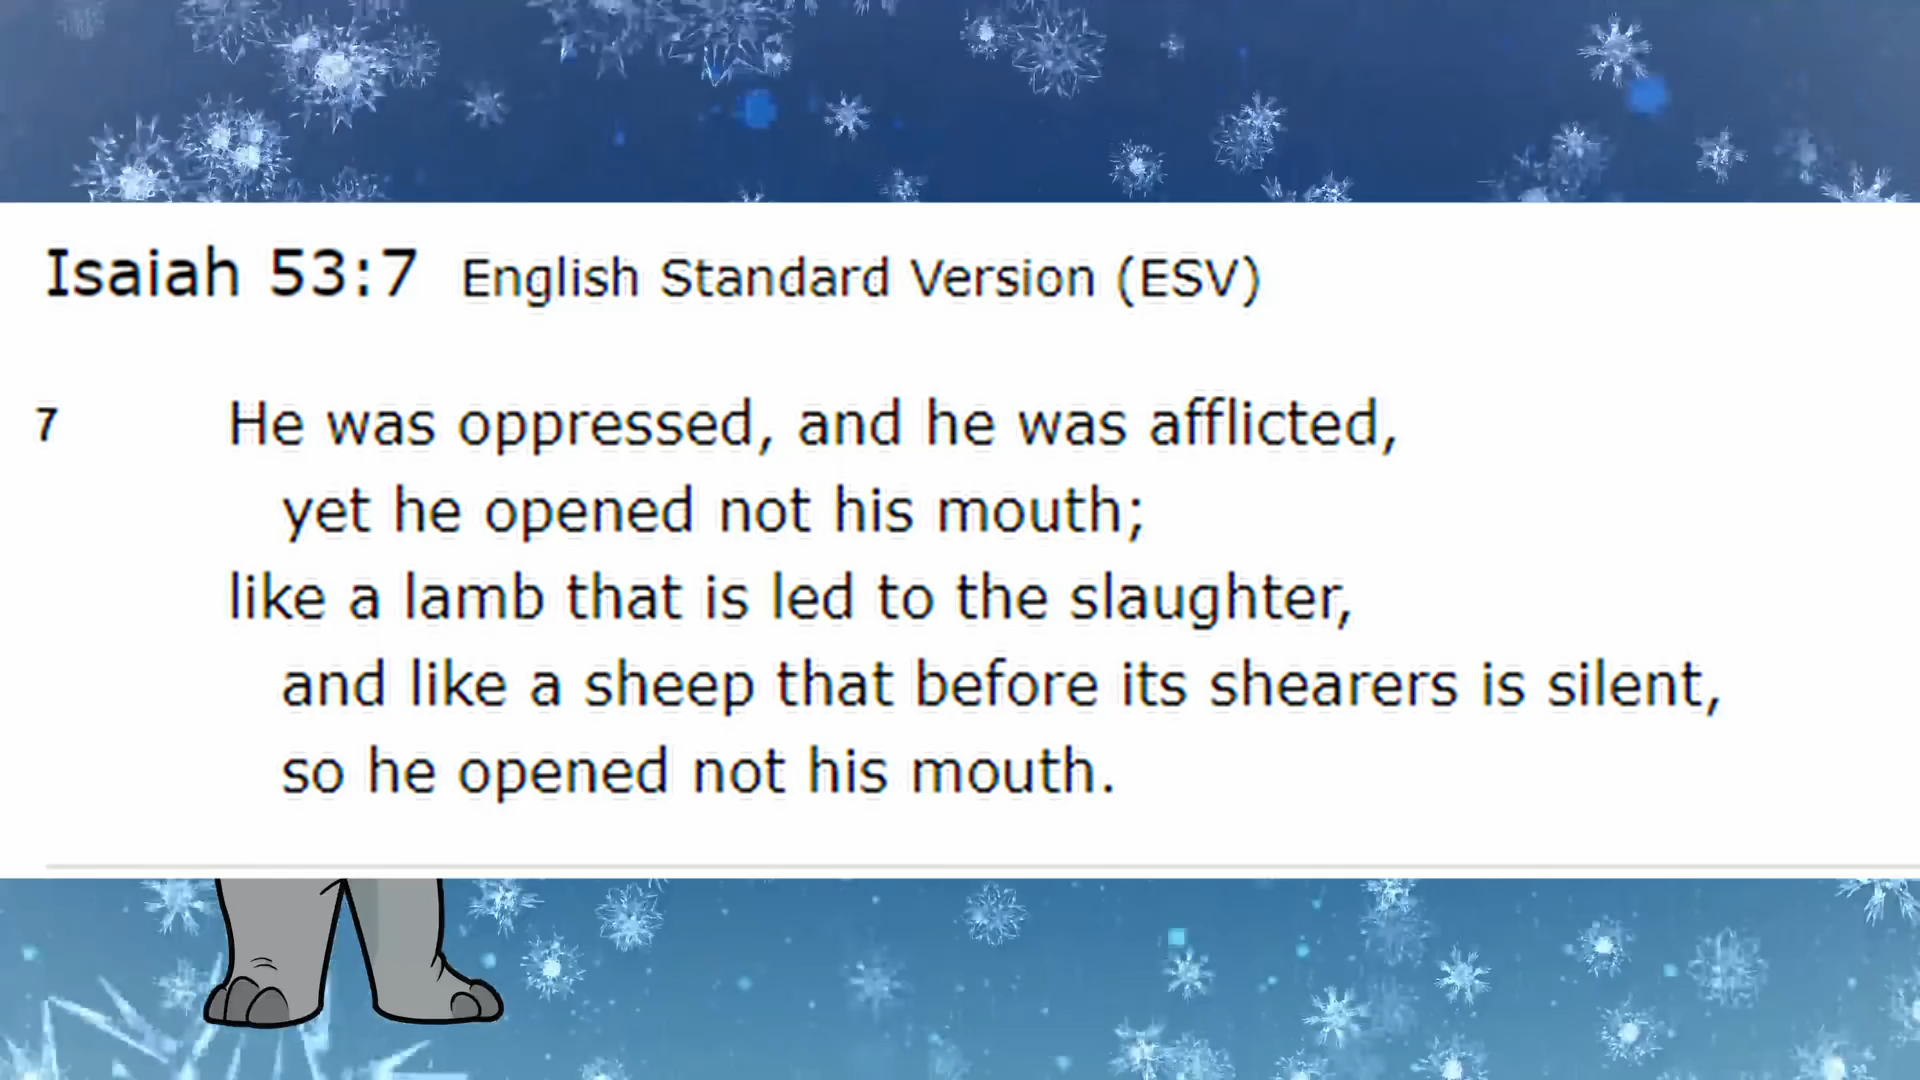 Isaiah 53:7 English Standard Version (ESV)
7 He was oppressed, and he was afflicted,
yet he opened not his mouth;
like a lamb that is led to the slaughter,
and like a sheep that before its shearers is silent,
so he opened not his mouth.